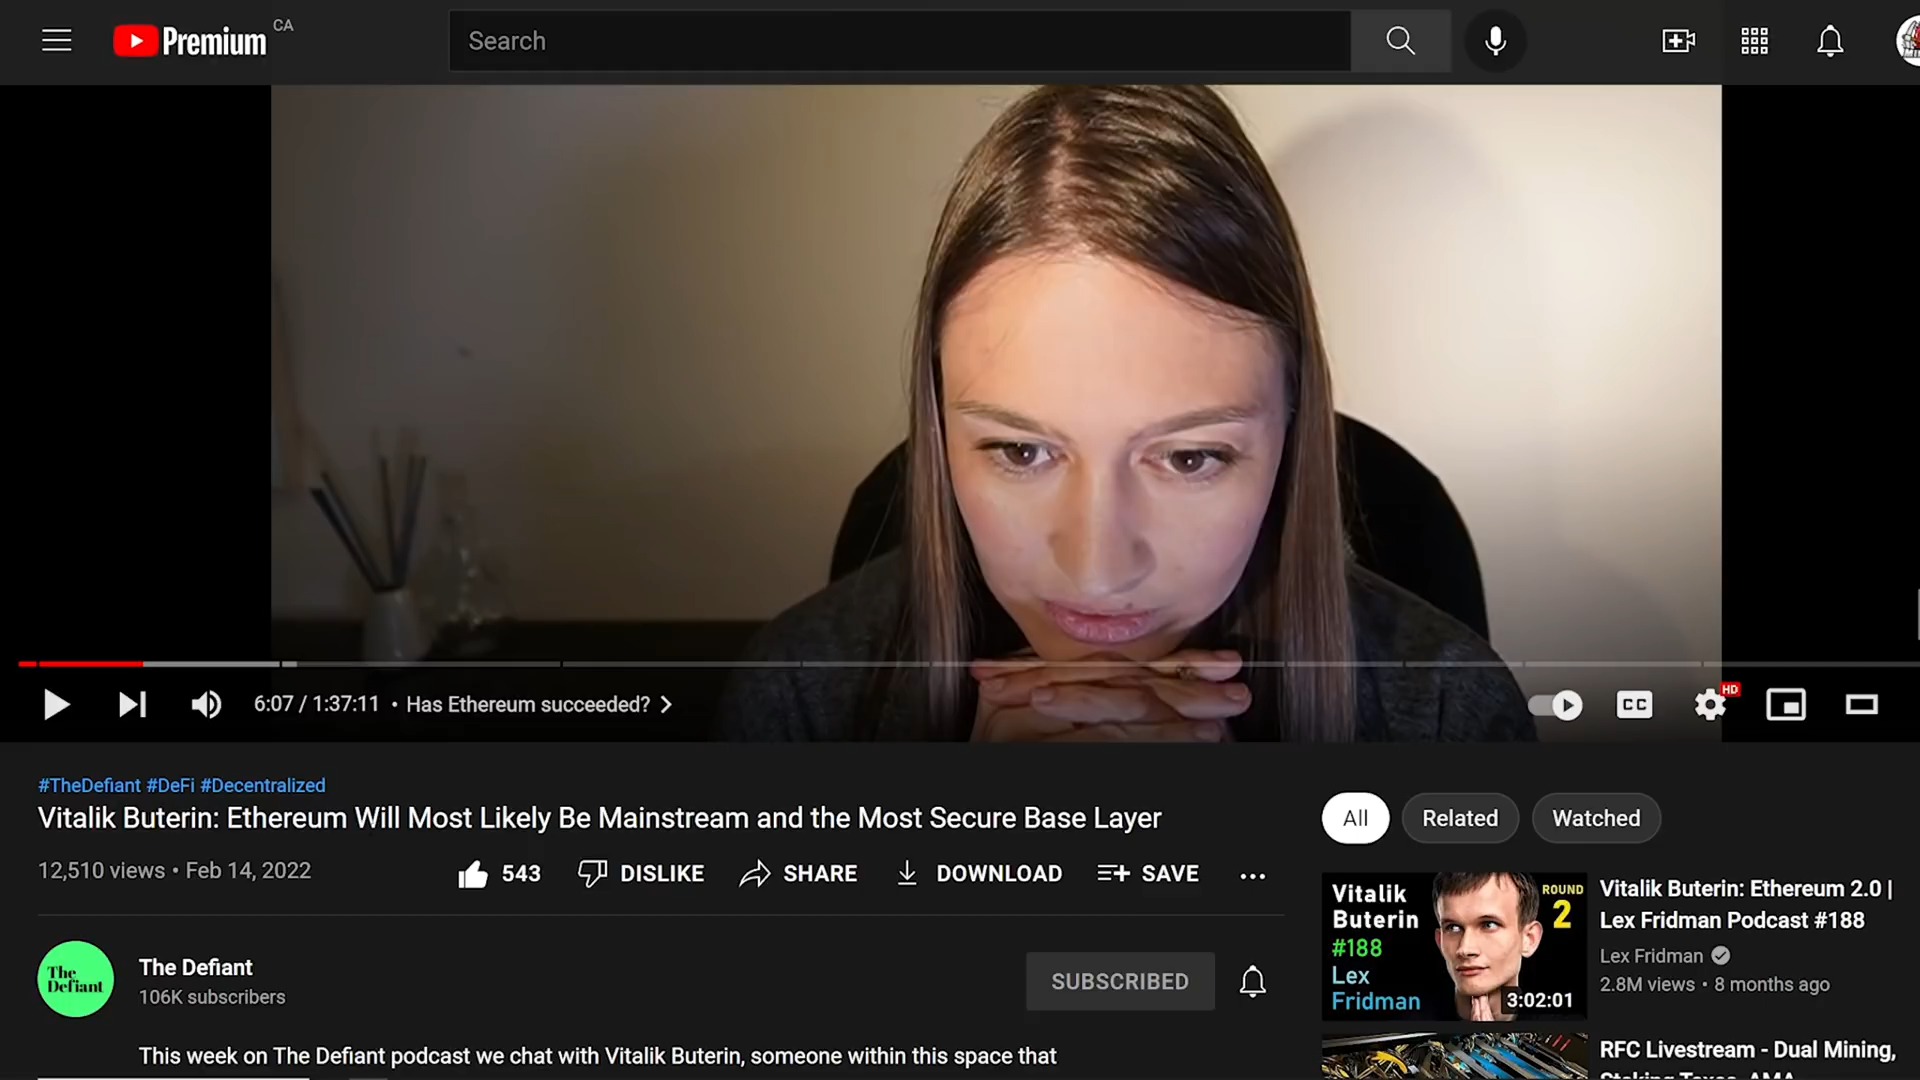 Premium CA
Search
6:07 / 1:37:11 • Has Ethereum succeeded?
CC
HD
#TheDefiant #DeFi #Decentralized
Vitalik Buterin: Ethereum Will Most Likely Be Mainstream and the Most Secure Base Layer
12,510 views • Feb 14, 2022
543 DISLIKE SHARE DOWNLOAD SAVE
The Defiant
The Defiant
106K subscribers
SUBSCRIBED
This week on The Defiant podcast we chat with Vitalik Buterin, someone within this space that
All Related Watched
Vitalik
Buterin
#188
Lex
Fridman
ROUND
2
3:02:01
Vitalik Buterin: Ethereum 2.0 |
Lex Fridman Podcast #188
Lex Fridman
2.8M views • 8 months ago
RFC Livestream - Dual Mining,
Staking Taxes, AMA